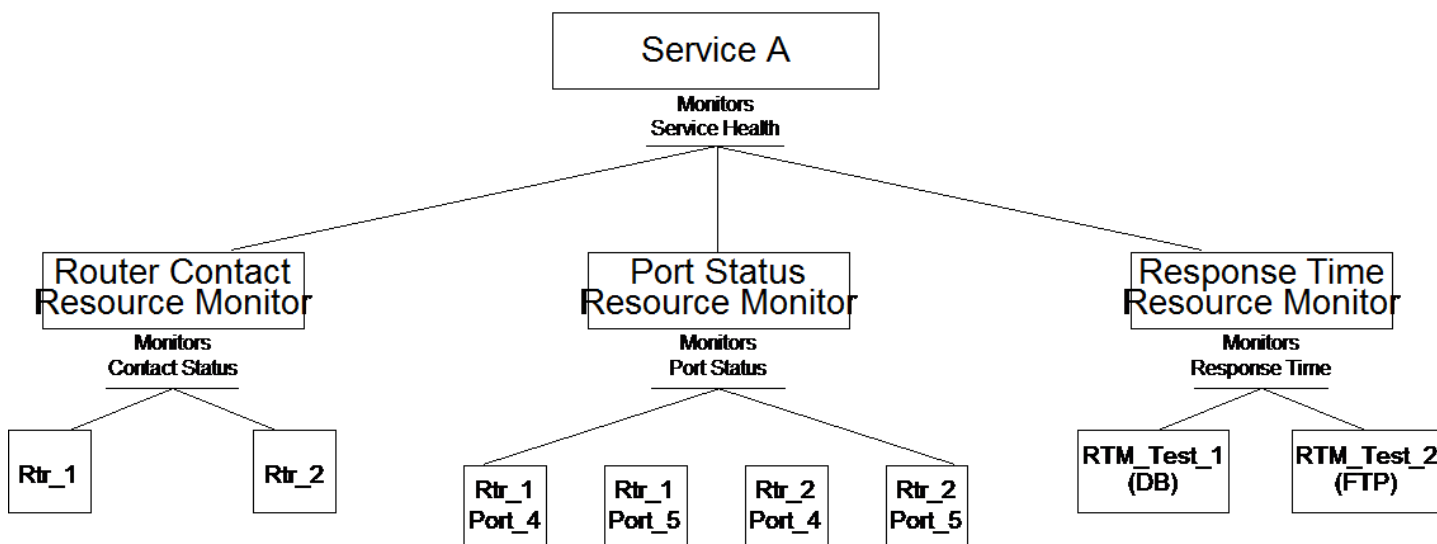 Service A
Monitors
Service Health
Router Contact
Resource Monitor
Monitors
Contact Status
Rtr_1
Rtr_2
Port Status
Resource Monitor
Monitors
Port Status
Rtr_1
Port_4
Rtr_1
Port_5
Rtr_2
Port_4
Rtr_2
Port_5
Response Time
Resource Monitor
Monitors
Response Time
RTM_Test_1
(DB)
RTM_Test_2
(FTP)